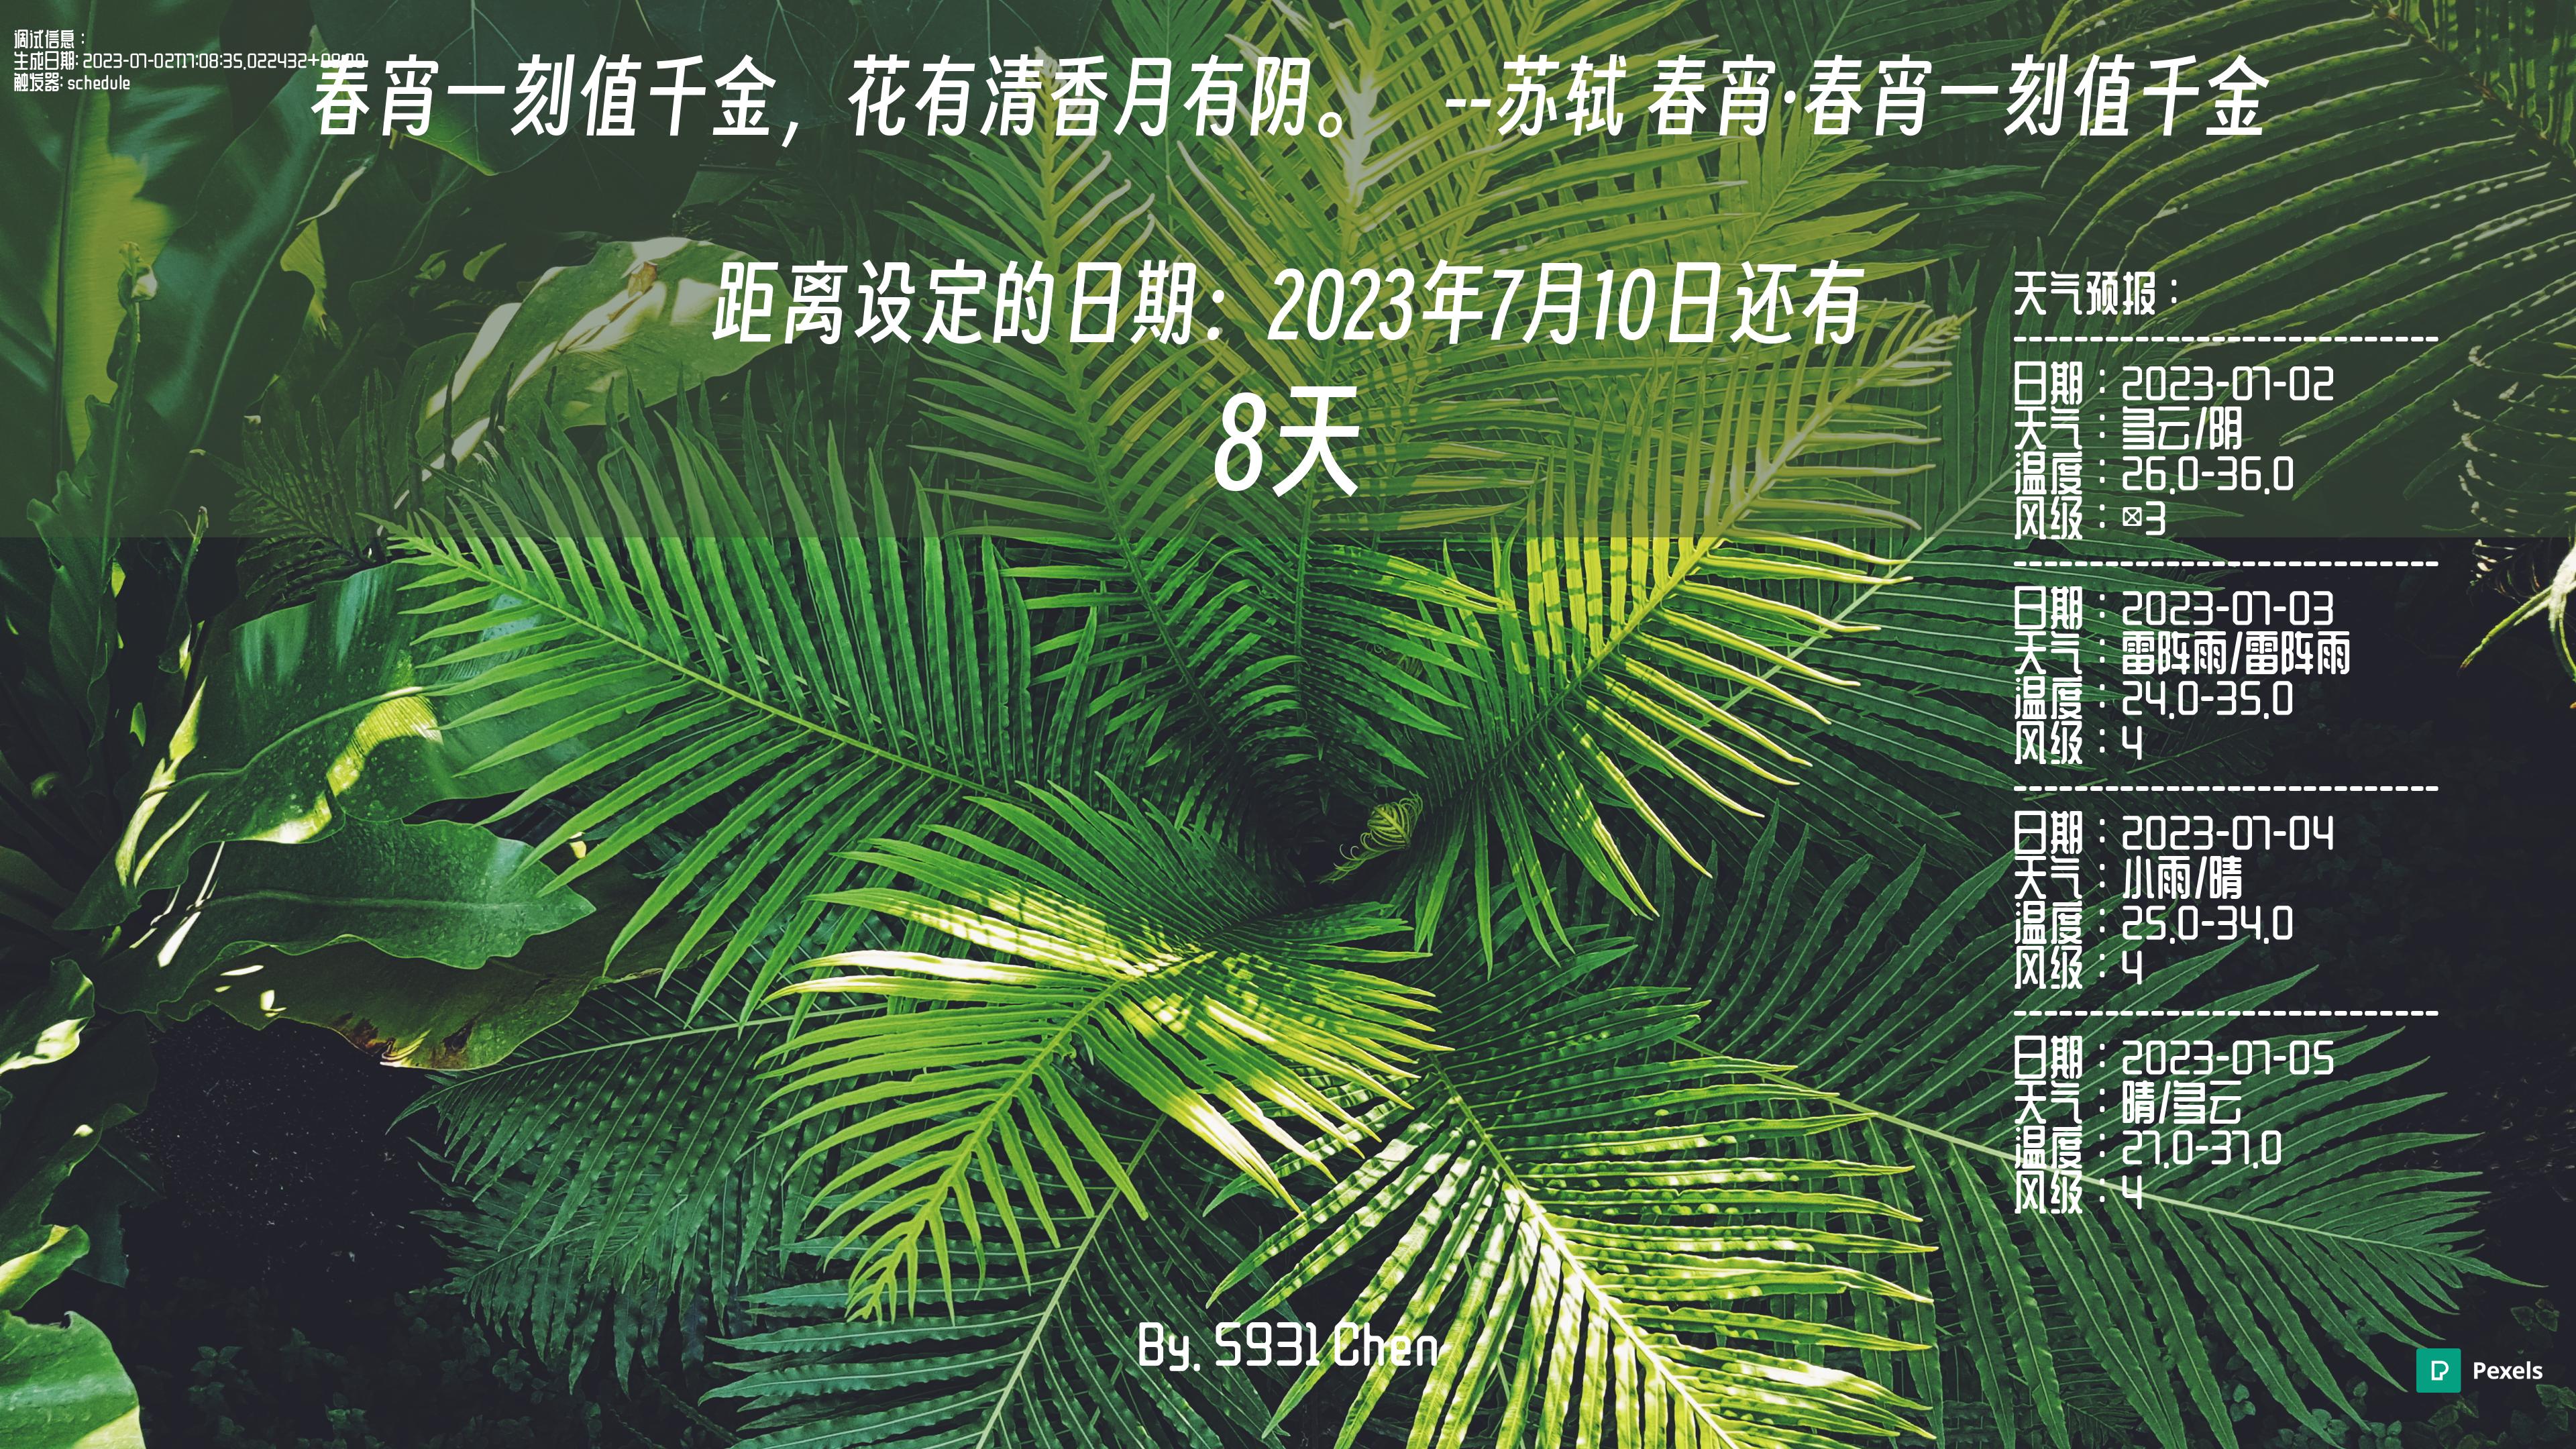 调试信息：
生成日期: 2023-07-02T17:08:35.022432+08:00
触发器: schedule
春宵一刻值千金，花有清香月有阴。 --苏轼 春宵·春宵一刻值千金
距离设定的日期：2023年7月10日还有
8天
天气预报：
------------------------------
日期：2023-07-02
天气：多云/阴
温度：26.0-36.0
风级：3
------------------------------
日期：2023-07-03
天气：雷阵雨/雷阵雨
温度：24.0-35.0
风级：4
------------------------------
日期：2023-07-04
天气：小雨/晴
温度：25.0-34.0
风级：4
------------------------------
日期：2023-07-05
天气：晴/多云
温度：27.0-37.0
风级：4
By. S931 Chen
Pexels